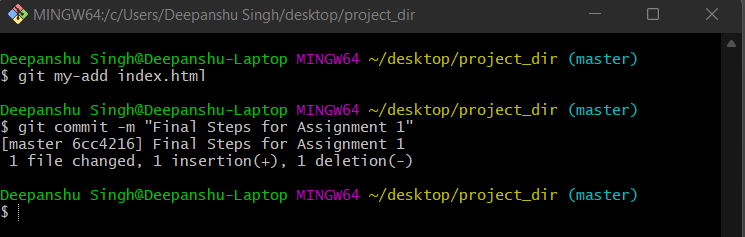 MINGW64:/c/Users/Deepanshu Singh/desktop/project_dir
Deepanshu Singh@Deepanshu-Laptop MINGW64 ~/desktop/project_dir (master)
$ git my-add index.html
Deepanshu Singh@Deepanshu-Laptop MINGW64 ~/desktop/project_dir (master)
$ git commit -m "Final Steps for Assignment 1"
[master 6cc4216] Final Steps for Assignment 1
 1 file changed, 1 insertion(+), 1 deletion(-)
Deepanshu Singh@Deepanshu-Laptop MINGW64 ~/desktop/project_dir (master)
$